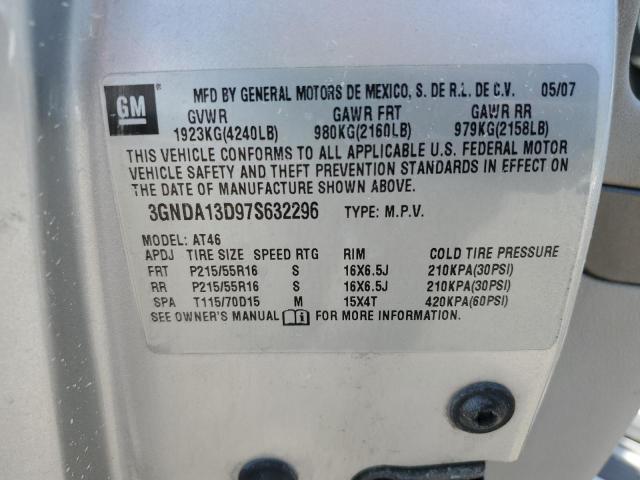 GM
MFD BY GENERAL MOTORS DE MEXICO, S. DE R.L. DE C.V. 05/07
GVWR GAWR FRT GAWR RR
1923KG(4240LB) 980KG(2160LB) 979KG(2158LB)
THIS VEHICLE CONFORMS TO ALL APPLICABLE U.S. FEDERAL MOTOR
VEHICLE SAFETY AND THEFT PREVENTION STANDARDS IN EFFECT ON
THE DATE OF MANUFACTURE SHOWN ABOVE.
3GNDA13D97S632296 TYPE: M.P.V.
MODEL: AT46
APDJ TIRE SIZE SPEED RTG RIM COLD TIRE PRESSURE
FRT P215/55R16 S 16X6.5J 210KPA(30PSI)
RR P215/55R16 S 16X6.5J 210KPA(30PSI)
SPA T115/70D15 M 15X4T 420KPA(60PSI)
SEE OWNER'S MANUAL FOR MORE INFORMATION.